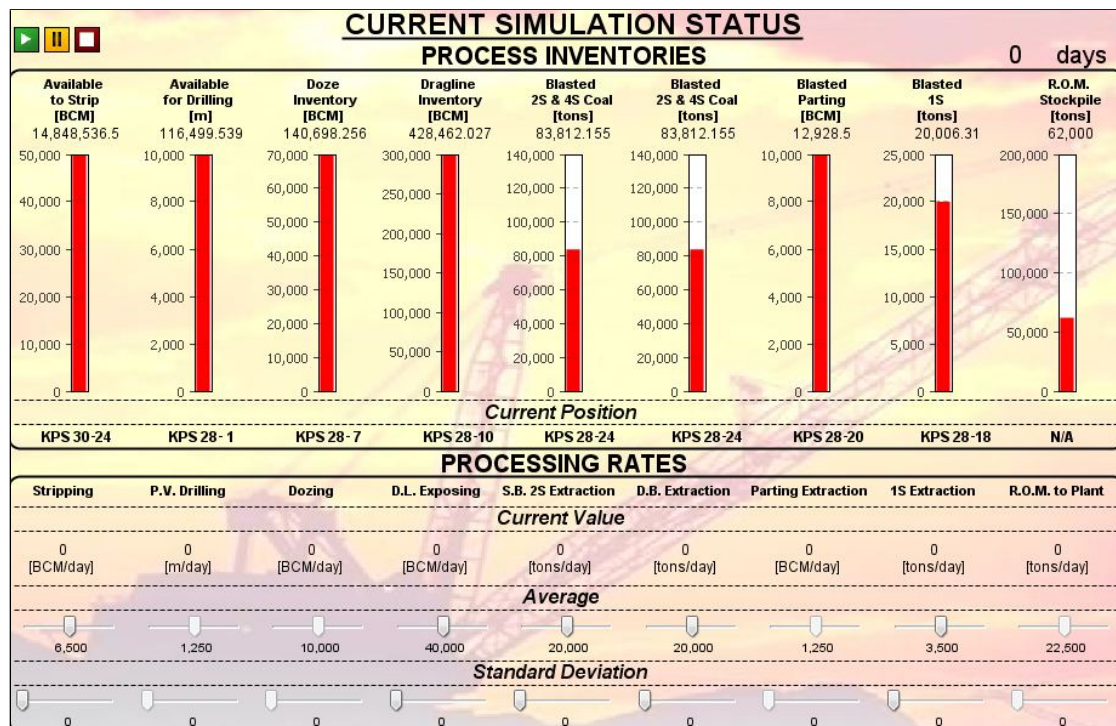 CURRENT SIMULATION STATUS
PROCESS INVENTORIES
0 days
Available to Strip [BCM] 14,848,536.5
Available for Drilling [m] 116,499.539
Doze Inventory [BCM] 140,698.256
Dragline Inventory [BCM] 428,462.027
Blasted 2S & 4S Coal [tons] 83,812.155
Blasted 2S & 4S Coal [tons] 83,812.155
Blasted Parting [BCM] 12,928.5
Blasted 1S [tons] 20,006.31
R.O.M. Stockpile [tons] 62,000
50,000 40,000 30,000 20,000 10,000 0
10,000 8,000 6,000 4,000 2,000 0
70,000 60,000 50,000 40,000 30,000 20,000 10,000 0
300,000 250,000 200,000 150,000 100,000 50,000 0
140,000 120,000 100,000 80,000 60,000 40,000 20,000 0
140,000 120,000 100,000 80,000 60,000 40,000 20,000 0
10,000 8,000 6,000 4,000 2,000 0
25,000 20,000 15,000 10,000 5,000 0
200,000 150,000 100,000 50,000 0
Current Position
KPS 30-24 KPS 28-1 KPS 28-7 KPS 28-10 KPS 28-24 KPS 28-24 KPS 28-20 KPS 28-18 N/A
PROCESSING RATES
Stripping P.V. Drilling Dozing D.L. Exposing S.B. 2S Extraction D.B. Extraction Parting Extraction 1S Extraction R.O.M. to Plant
Current Value
0 0 0 0 0 0 0 0 0
[BCM/day] [m/day] [BCM/day] [BCM/day] [tons/day] [tons/day] [BCM/day] [tons/day] [tons/day]
Average
6,500 1,250 10,000 40,000 20,000 20,000 1,250 3,500 22,500
Standard Deviation
0 0 0 0 0 0 0 0 0